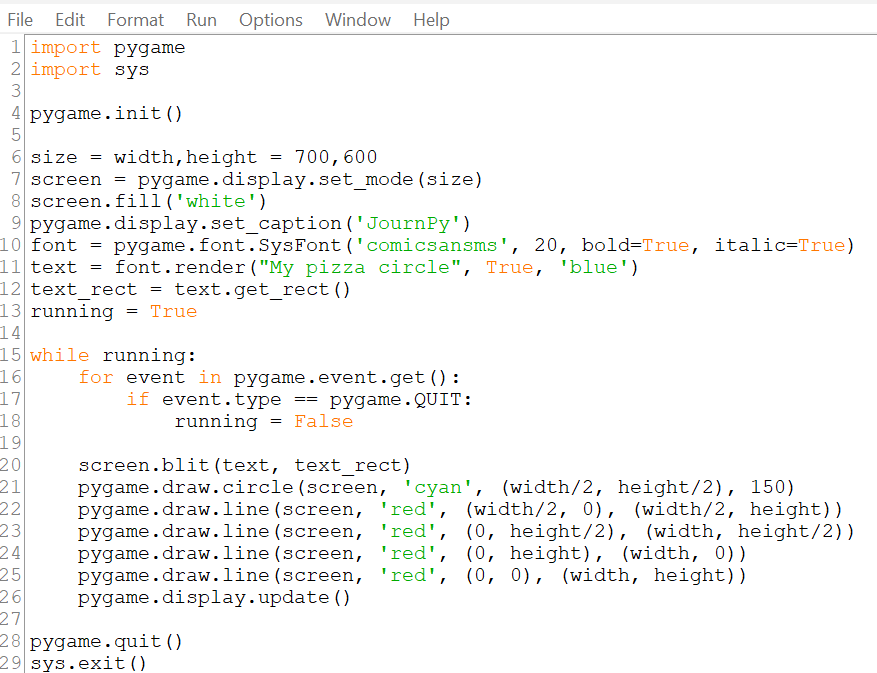 File Edit Format Run Options Window Help
1 import pygame
2 import sys
3
4 pygame.init()
5
6 size = width,height = 700,600
7 screen = pygame.display.set_mode(size)
8 screen.fill('white')
9 pygame.display.set_caption('JournPy')
10 font = pygame.font.SysFont('comicsansms', 20, bold=True, italic=True)
11 text = font.render("My pizza circle", True, 'blue')
12 text_rect = text.get_rect()
13 running = True
14
15 while running:
16     for event in pygame.event.get():
17         if event.type == pygame.QUIT:
18             running = False
19
20     screen.blit(text, text_rect)
21     pygame.draw.circle(screen, 'cyan', (width/2, height/2), 150)
22     pygame.draw.line(screen, 'red', (width/2, 0), (width/2, height))
23     pygame.draw.line(screen, 'red', (0, height/2), (width, height/2))
24     pygame.draw.line(screen, 'red', (0, height), (width, 0))
25     pygame.draw.line(screen, 'red', (0, 0), (width, height))
26     pygame.display.update()
27
28 pygame.quit()
29 sys.exit()